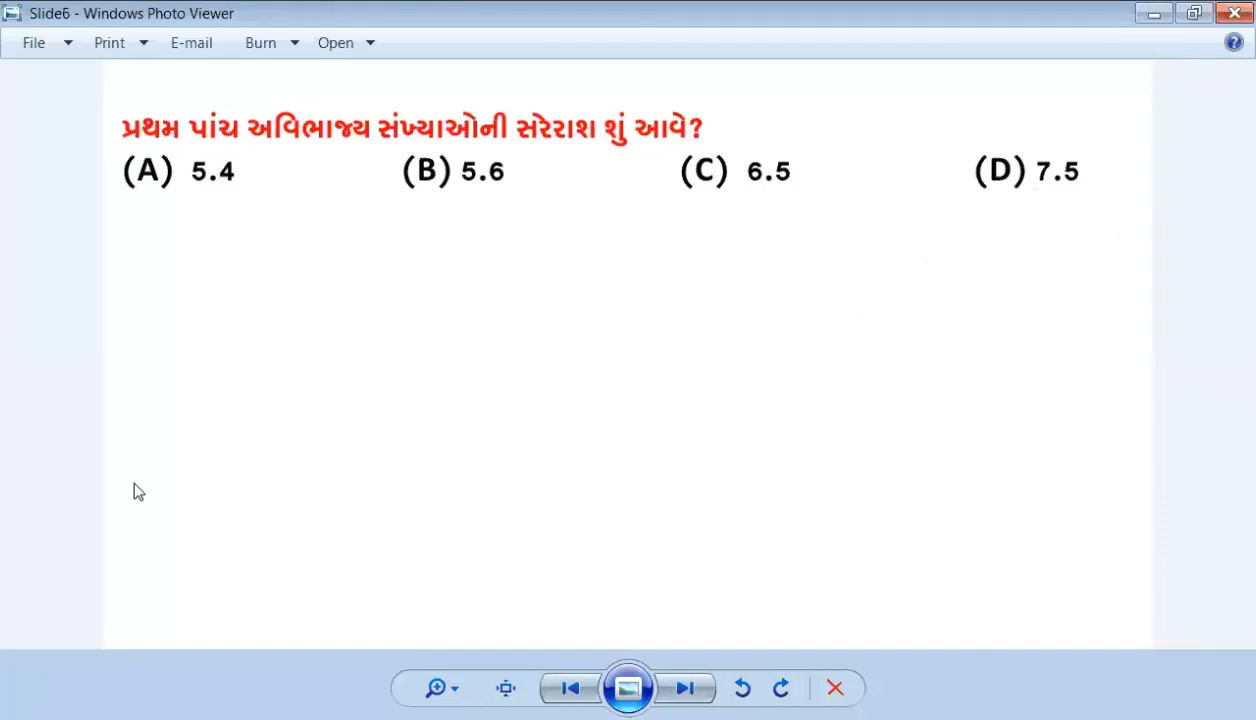 Slide6 - Windows Photo Viewer
File Print E-mail Burn Open
પ્રથમ પાંચ અવિભાજ્ય સંખ્યાઓની સરેરાશ શું આવે?
(A) 5.4 (B) 5.6 (C) 6.5 (D) 7.5